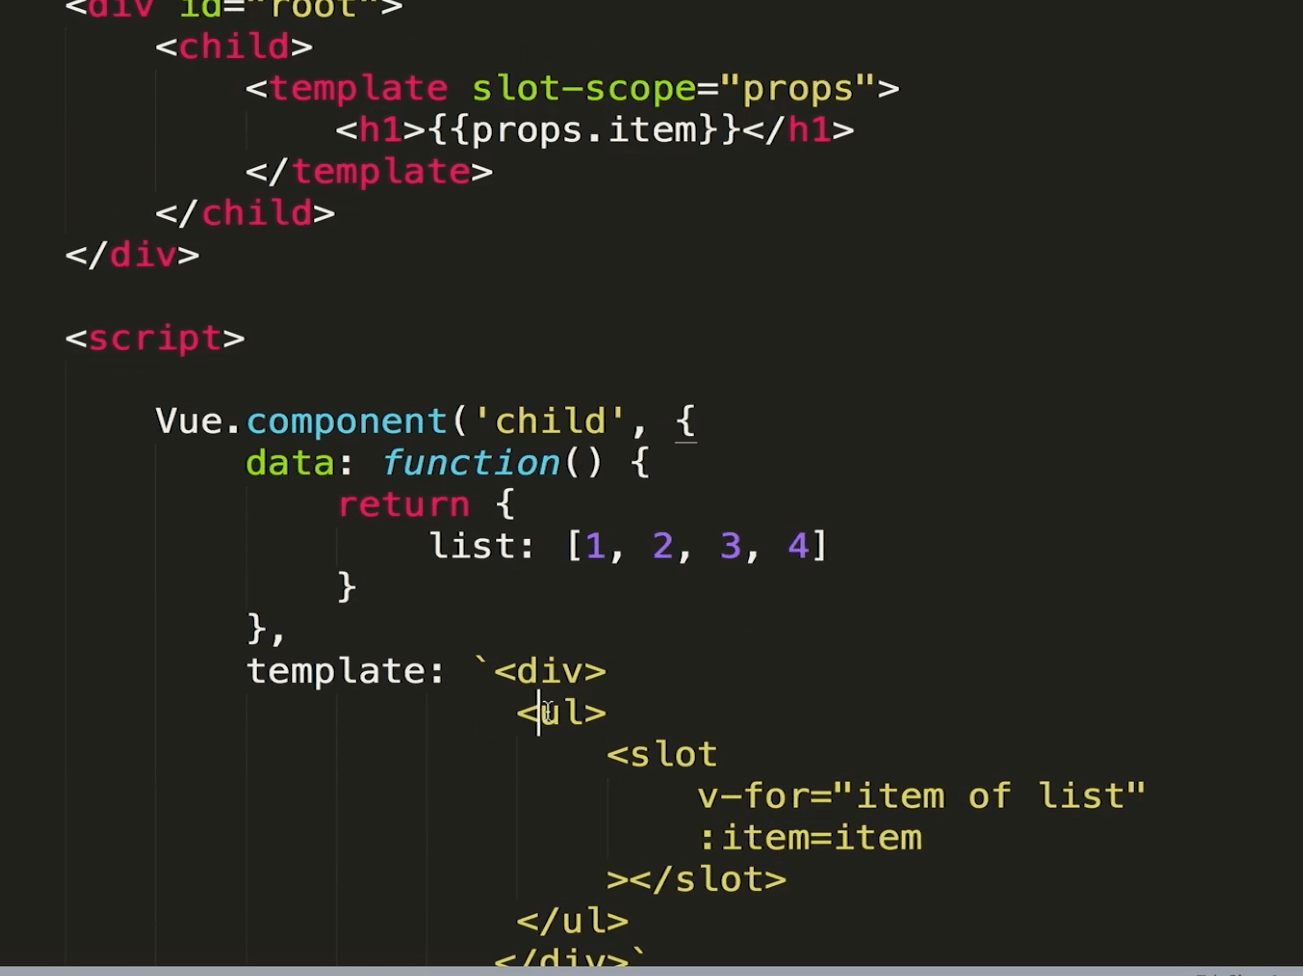 <div id="root">
<child>
<template slot-scope="props">
<h1>{{props.item}}</h1>
</template>
</child>
</div>
<script>
Vue.component('child', {
data: function() {
return {
list: [1, 2, 3, 4]
}
},
template: `<div>
<ul>
<slot
v-for="item of list"
:item=item
></slot>
</ul>
</div>`